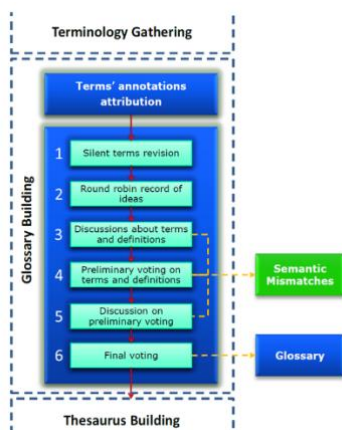 Terminology Gathering
Glossary Building
Terms' annotations
attribution
1 Silent terms revision
2 Round robin record of
ideas
3 Discussions about terms
and definitions
4 Preliminary voting on
terms and definitions
5 Discussion on
preliminary voting
6 Final voting
Semantic
Mismatches
Glossary
Thesaurus Building